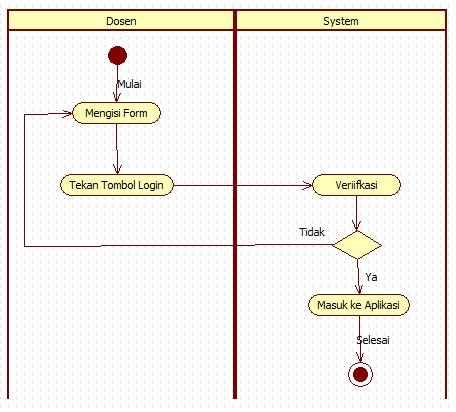 Dosen
System
Mulai
Mengisi Form
Tekan Tombol Login
Veriifkasi
Tidak
Ya
Masuk ke Aplikasi
Selesai